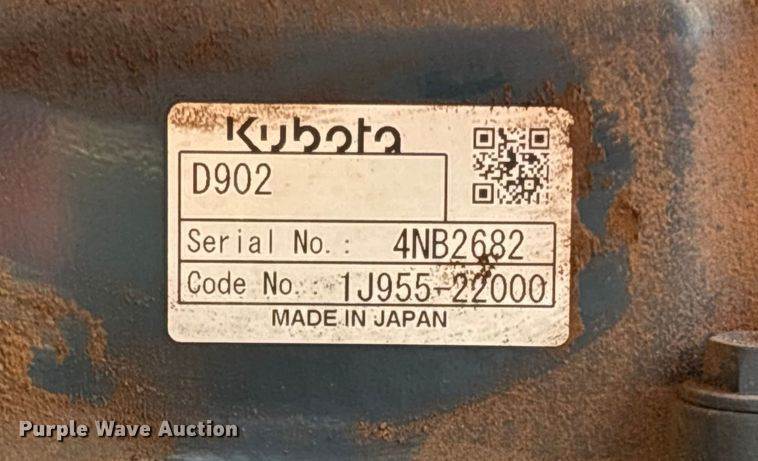 Kubota
D902
Serial No.: 4NB2682
Code No.: 1J955-22000
MADE IN JAPAN
Purple Wave Auction